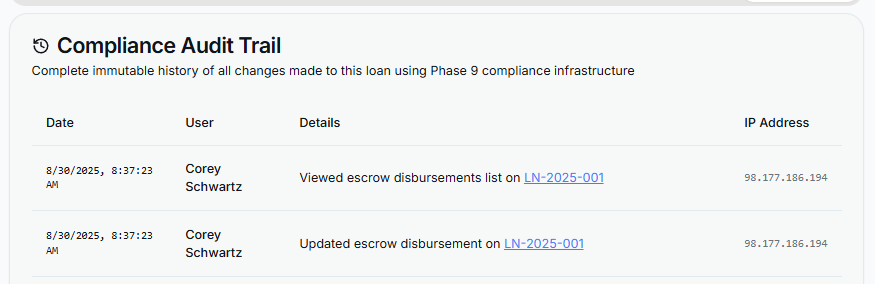 Compliance Audit Trail
Complete immutable history of all changes made to this loan using Phase 9 compliance infrastructure
Date User Details IP Address
8/30/2025, 8:37:23 AM Corey Schwartz Viewed escrow disbursements list on LN-2025-001 98.177.186.194
8/30/2025, 8:37:23 AM Corey Schwartz Updated escrow disbursement on LN-2025-001 98.177.186.194